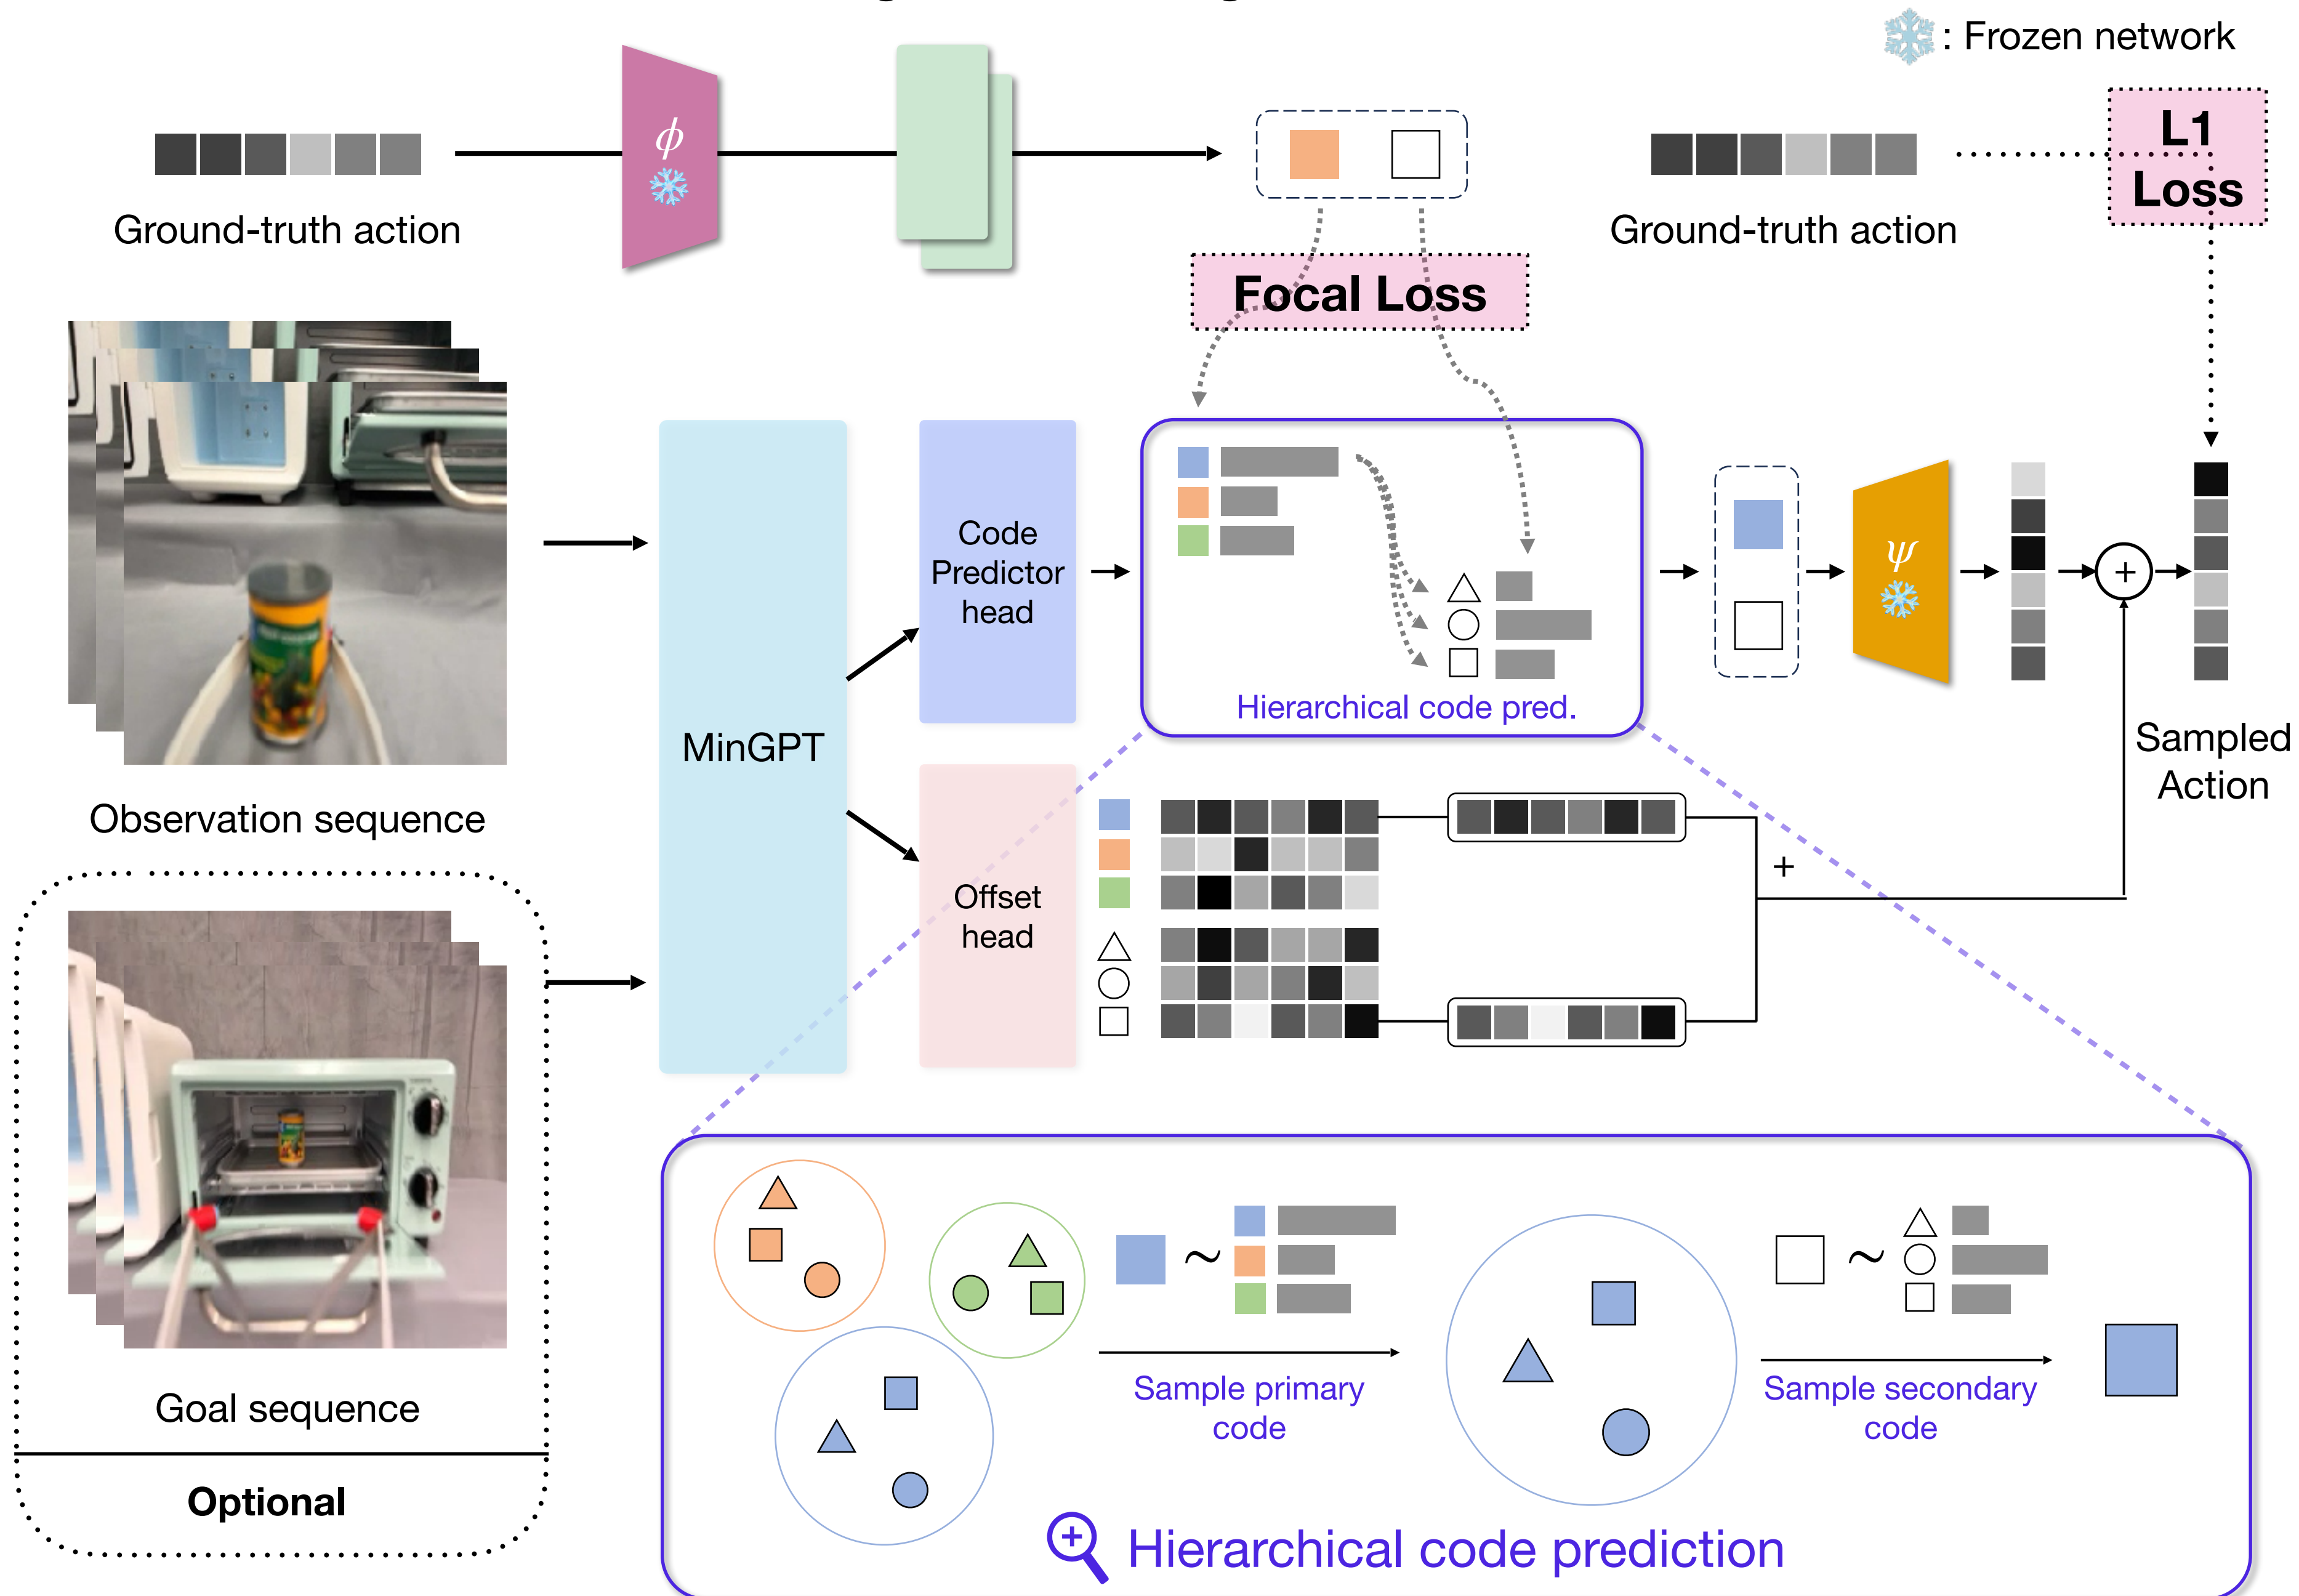 : Frozen network
L1
Loss
ϕ
Ground-truth action
Ground-truth action
Focal Loss
Code
Predictor
head
MinGPT
Hierarchical code pred.
ψ
+
Sampled
Action
Observation sequence
+
Offset
head
Goal sequence
Optional
~
~
Sample primary
code
Sample secondary
code
Hierarchical code prediction